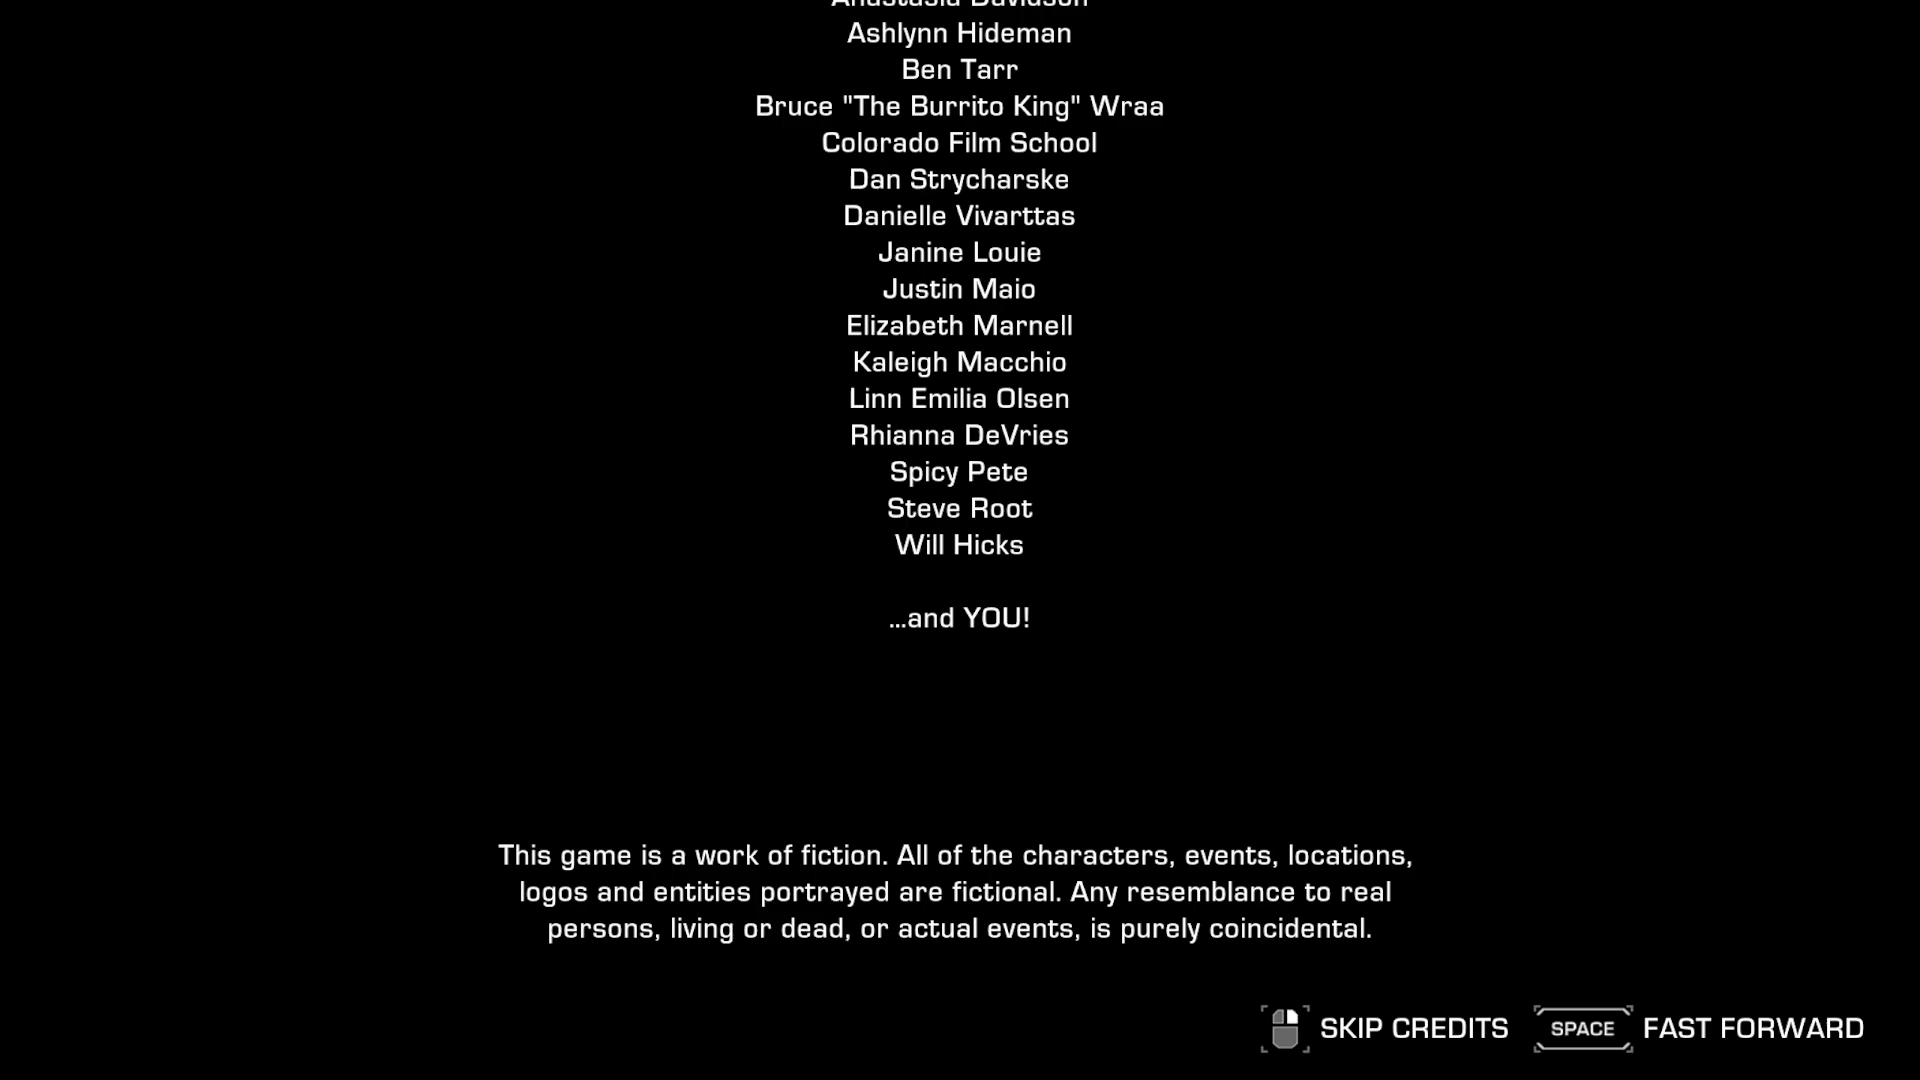 Anastasia Davidson
Ashlynn Hideman
Ben Tarr
Bruce "The Burrito King" Wraa
Colorado Film School
Dan Strycharske
Danielle Vivarttas
Janine Louie
Justin Maio
Elizabeth Marnell
Kaleigh Macchio
Linn Emilia Olsen
Rhianna DeVries
Spicy Pete
Steve Root
Will Hicks
...and YOU!
This game is a work of fiction. All of the characters, events, locations,
logos and entities portrayed are fictional. Any resemblance to real
persons, living or dead, or actual events, is purely coincidental.
SKIP CREDITS SPACE FAST FORWARD